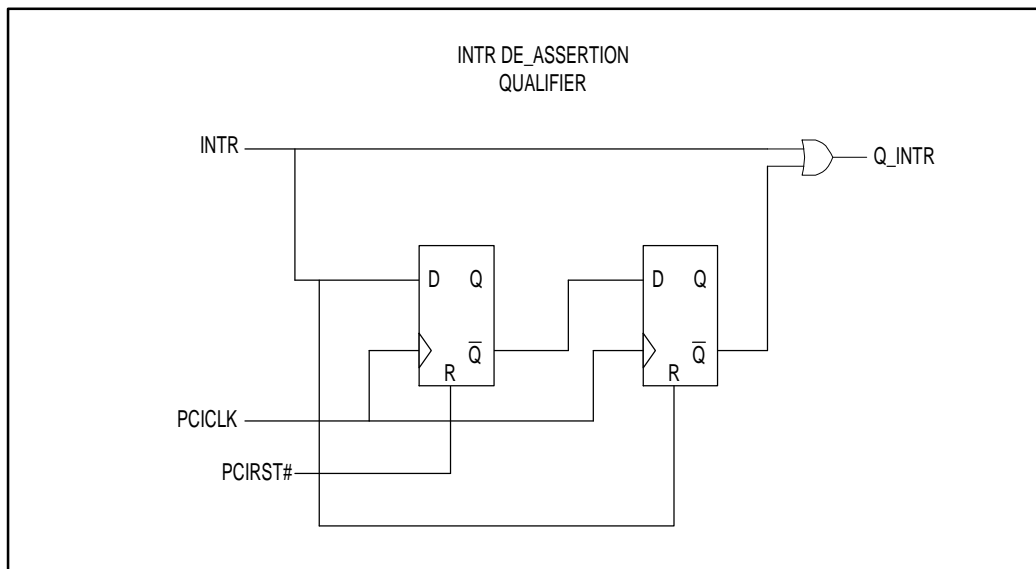 INTR DE_ASSERTION
QUALIFIER
INTR
Q_INTR
D Q
Q̅
R
D Q
Q̅
R
PCICLK
PCIRST#